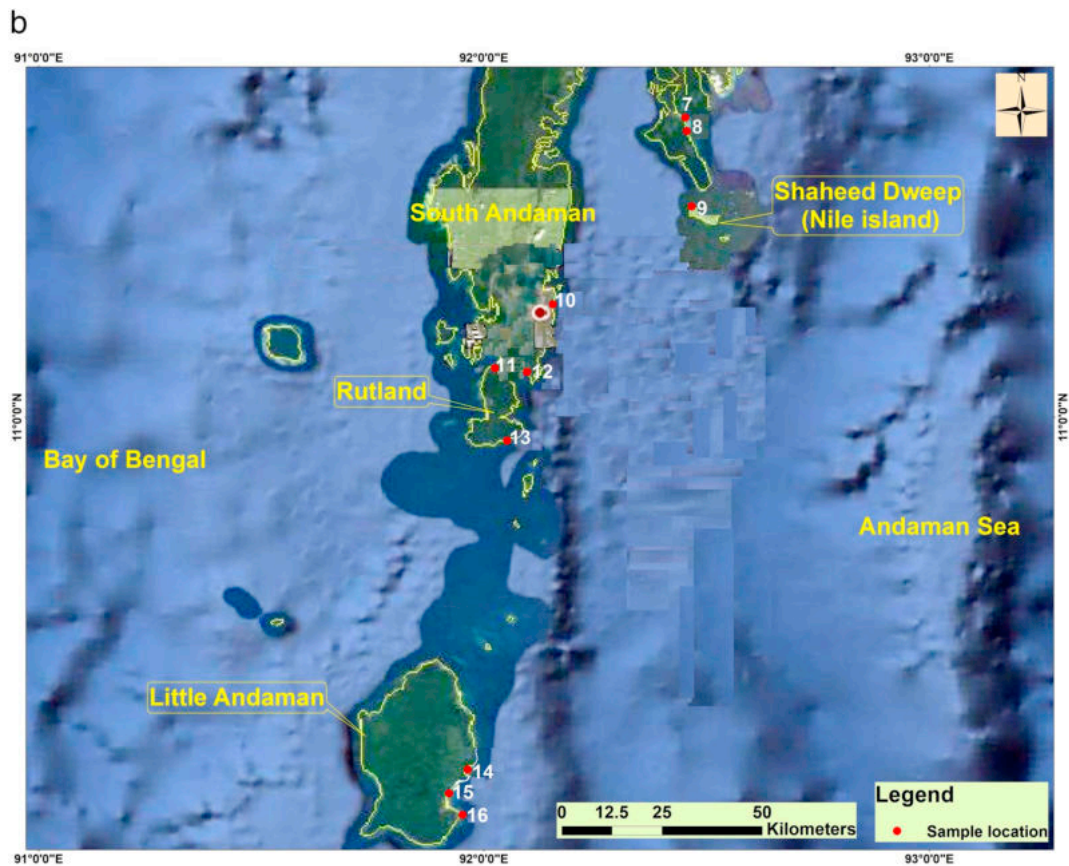 b
91°0'0"E 92°0'0"E 93°0'0"E
N
7
8
9
Shaheed Dweep
(Nile island)
South Andaman
10
11
12
Rutland
13
11°0'0"N
11°0'0"N
Bay of Bengal
Andaman Sea
Little Andaman
14
15
16
0 12.5 25 50
Kilometers
Legend
Sample location
91°0'0"E 92°0'0"E 93°0'0"E